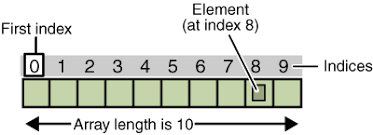 Element
(at index 8)
First index
0 1 2 3 4 5 6 7 8 9
Indices
Array length is 10